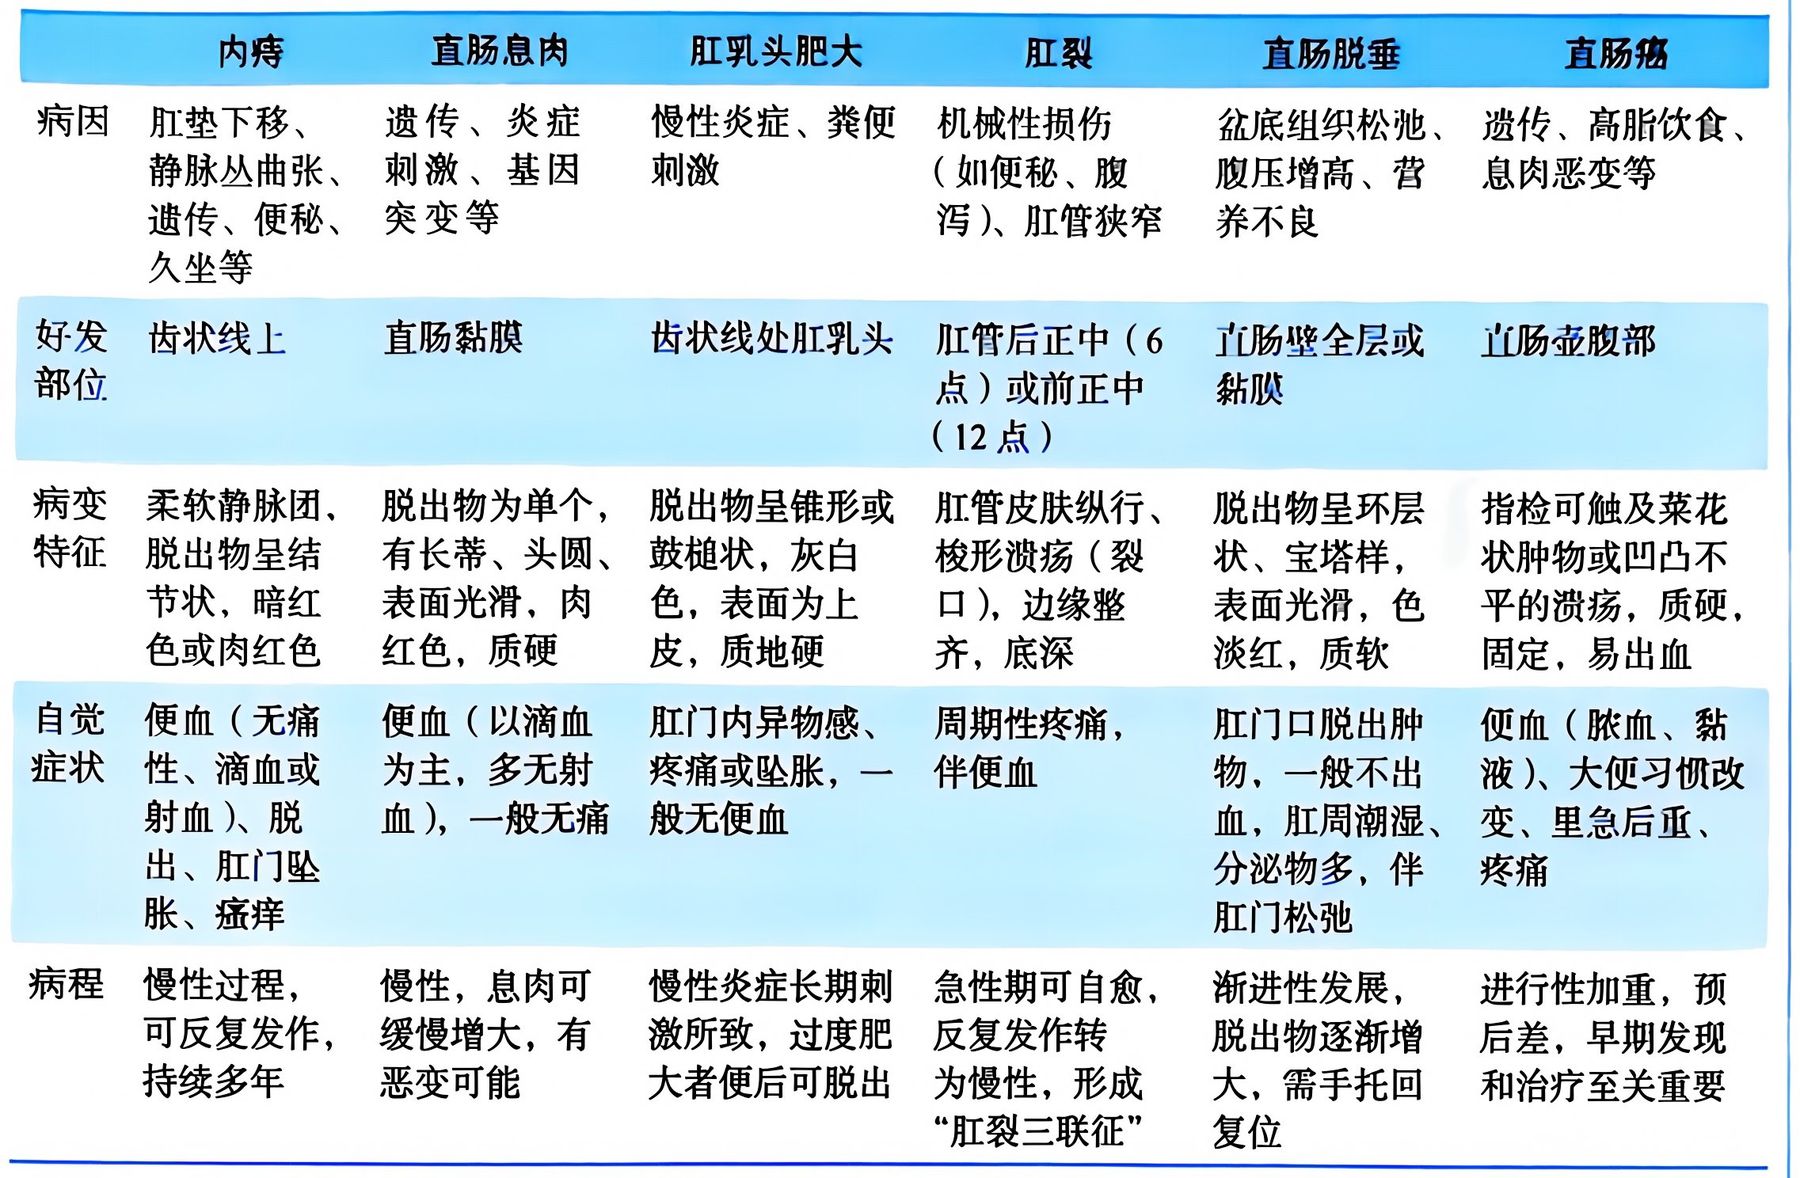 内痔 直肠息肉 肛乳头肥大 肛裂 直肠脱垂 直肠癌
病因
肛垫下移、
静脉丛曲张、
遗传、便秘、
久坐等
遗传、炎症
刺激、基因
突变等
慢性炎症、粪便
刺激
机械性损伤
（如便秘、腹
泻）、肛管狭窄
盆底组织松弛、
腹压增高、营
养不良
遗传、高脂饮食、
息肉恶变等
好发
部位
齿状线上
直肠黏膜
齿状线处肛乳头
肛管后正中（6
点）或前正中
（12点）
直肠壁全层或
黏膜
直肠壶腹部
病变
特征
柔软静脉团，
脱出物呈结
节状，暗红
色或肉红色
脱出物为单个，
有长蒂、头圆、
表面光滑，肉
红色，质硬
脱出物呈锥形或
鼓槌状，灰白
色，表面为上
皮，质地硬
肛管皮肤纵行、
梭形溃疡（裂
口），边缘整
齐，底深
脱出物呈环层
状、宝塔样，
表面光滑，色
淡红，质软
指检可触及菜花
状肿物或凹凸不
平的溃疡，质硬，
固定，易出血
自觉
症状
便血（无痛
性、滴血或
射血）、脱
出、肛门坠
胀、瘙痒
便血（以滴血
为主，多无射
血），一般无痛
肛门内异物感、
疼痛或坠胀，一
般无便血
周期性疼痛，
伴便血
肛门口脱出肿
物，一般不出
血，肛周潮湿、
分泌物多，伴
肛门松弛
便血（脓血、黏
液）、大便习惯改
变、里急后重、
疼痛
病程
慢性过程，
可反复发作，
持续多年
慢性，息肉可
缓慢增大，有
恶变可能
慢性炎症长期刺
激所致，过度肥
大者便后可脱出
急性期可自愈，
反复发作转
为慢性，形成
“肛裂三联征”
渐进性发展，
脱出物逐渐增
大，需手托回
复位
进行性加重，预
后差，早期发现
和治疗至关重要